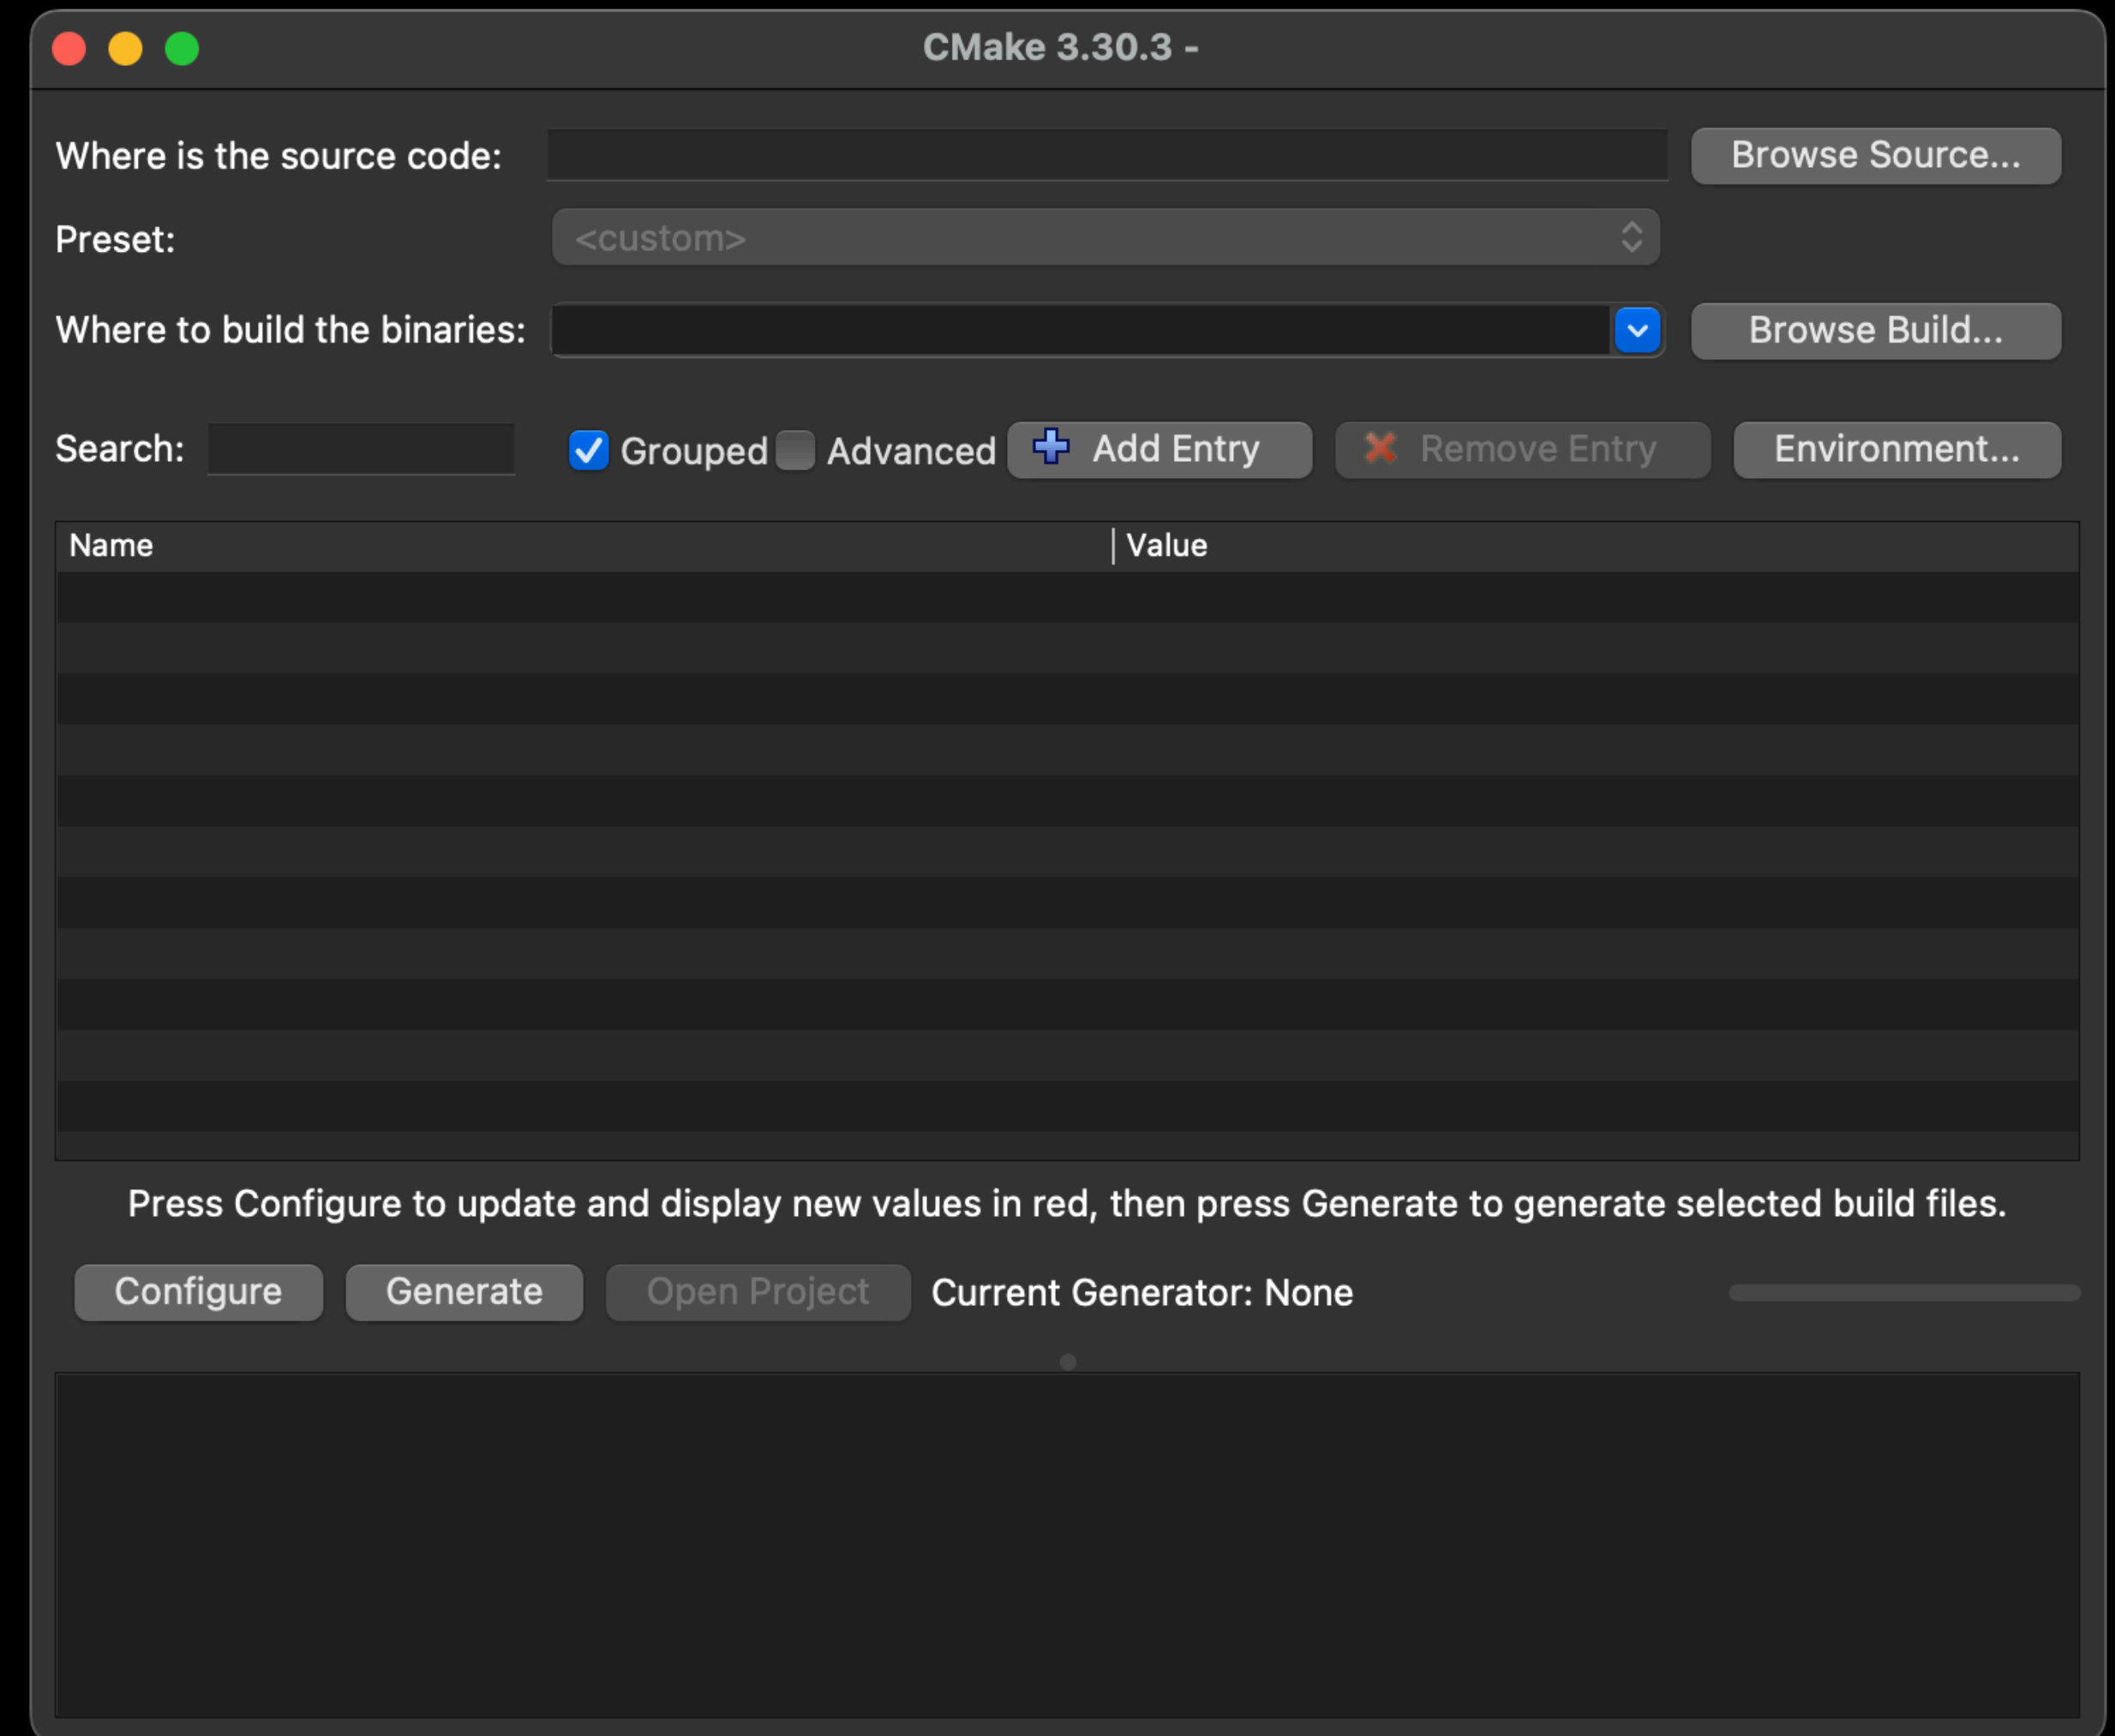 CMake 3.30.3 -
Where is the source code:
Browse Source...
Preset:
<custom>
Where to build the binaries:
Browse Build...
Search:
Grouped
Advanced
Add Entry
Remove Entry
Environment...
Name
Value
Press Configure to update and display new values in red, then press Generate to generate selected build files.
Configure
Generate
Open Project
Current Generator: None